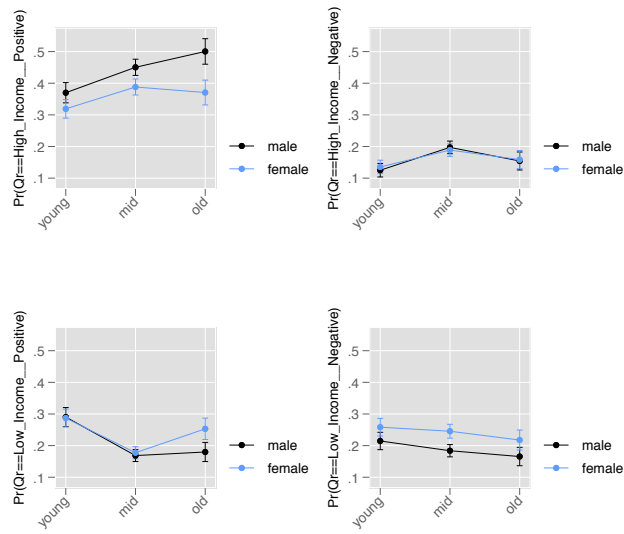 Pr(Qr==High_Income__Positive)
.5
.4
.3
.2
.1
young
mid
old
male
female
Pr(Qr==High_Income__Negative)
.5
.4
.3
.2
.1
young
mid
old
male
female
Pr(Qr==Low_Income__Positive)
.5
.4
.3
.2
.1
young
mid
old
male
female
Pr(Qr==Low_Income__Negative)
.5
.4
.3
.2
.1
young
mid
old
male
female